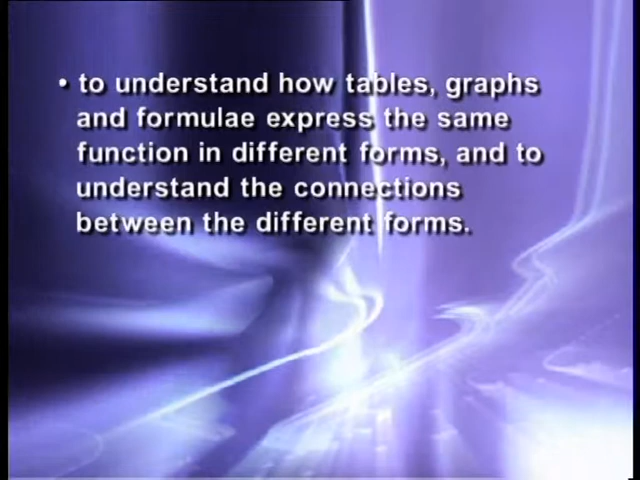 • to understand how tables, graphs
and formulae express the same
function in different forms, and to
understand the connections
between the different forms.